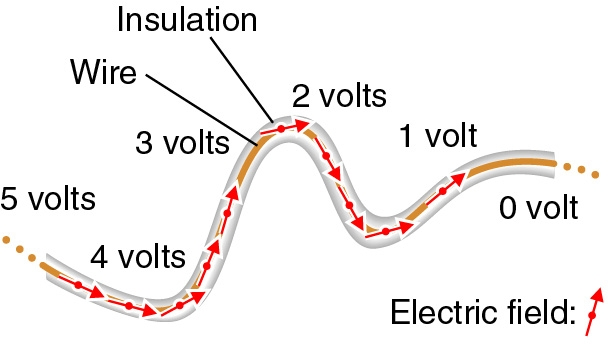 Insulation
Wire
2 volts
3 volts
1 volt
5 volts
0 volt
4 volts
Electric field: